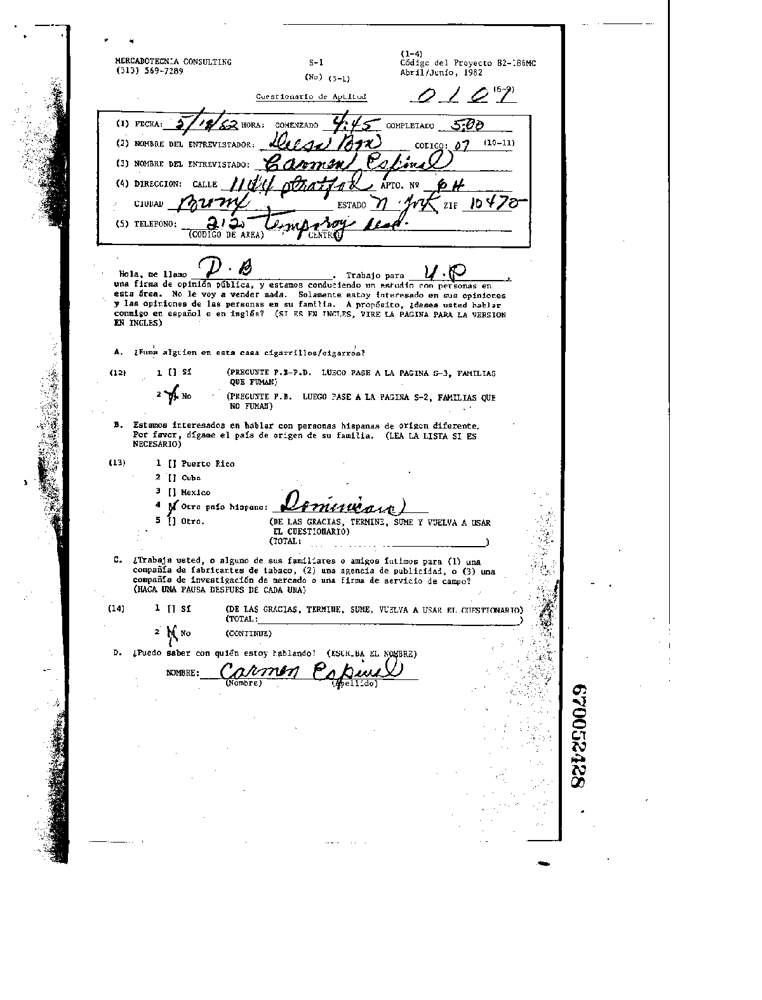 MERCADOTECNIA CONSULTING
(513) 569-7289
S-1
(No) (S-L)
(1-4)
Código del Proyecto 82-186MC
Abril/Junio, 1982
Cuestionario de Aptitud
0 1 0 9 (6-9)
(1) FECHA: 5/18/82 HORA: COMENZADO 4:45 COMPLETADO 5:00
(2) NOMBRE DEL ENTREVISTADOR: CODIGO: 07 (10-11)
(3) NOMBRE DEL ENTREVISTADO: Carmen Espinal
(4) DIRECCION: CALLE APTO. Nº
CIUDAD Bronx, ESTADO N. York ZIP 10470
(5) TELEFONO: 212 Temporay dead.
(CODIGO DE AREA) CENTRO
Hola, me llamo D. B. Trabajo para U.P,
una firma de opinión pública, y estamos conduciendo un estudio con personas en
esta área. No le voy a vender nada. Solamente estoy interesado en sus opiniones
y las opiniones de las personas en su familia. A propósito, ¿desea usted hablar
conmigo en español o en inglés? (SI ES EN INGLES, VIRE LA PAGINA PARA LA VERSION
EN INGLES)
A. ¿Fuma alguien en esta casa cigarrillos/cigarros?
(12) 1 [] Sí (PREGUNTE P.B-P.D. LUEGO PASE A LA PAGINA S-3, FAMILIAS
QUE FUMAN)
2 No (PREGUNTE P.B. LUEGO PASE A LA PAGINA S-2, FAMILIAS QUE
NO FUMAN)
B. Estamos interesados en hablar con personas hispanas de orígen diferente.
Por favor, dígame el país de origen de su familia. (LEA LA LISTA SI ES
NECESARIO)
(13) 1 [] Puerto Rico
2 [] Cuba
3 [] Mexico
4 Otro país hispano: Dominican
5 [] Otro. (DE LAS GRACIAS, TERMINE, SUME Y VUELVA A USAR
EL CUESTIONARIO)
(TOTAL: )
C. ¿Trabaja usted, o alguno de sus familiares o amigos íntimos para (1) una
compañía de fabricantes de tabaco, (2) una agencia de publicidad, o (3) una
compañía de investigación de mercado o una firma de servicio de campo?
(HAGA UNA PAUSA DESPUES DE CADA UNA)
(14) 1 [] Sí (DE LAS GRACIAS, TERMINE, SUME, VUELVA A USAR EL CUESTIONARIO)
(TOTAL: )
2 No (CONTINUE)
D. ¿Puedo saber con quién estoy hablando? (ESCRIBA EL NOMBRE)
NOMBRE: Carmen Espinal
(Nombre) (Apellido)
670052428